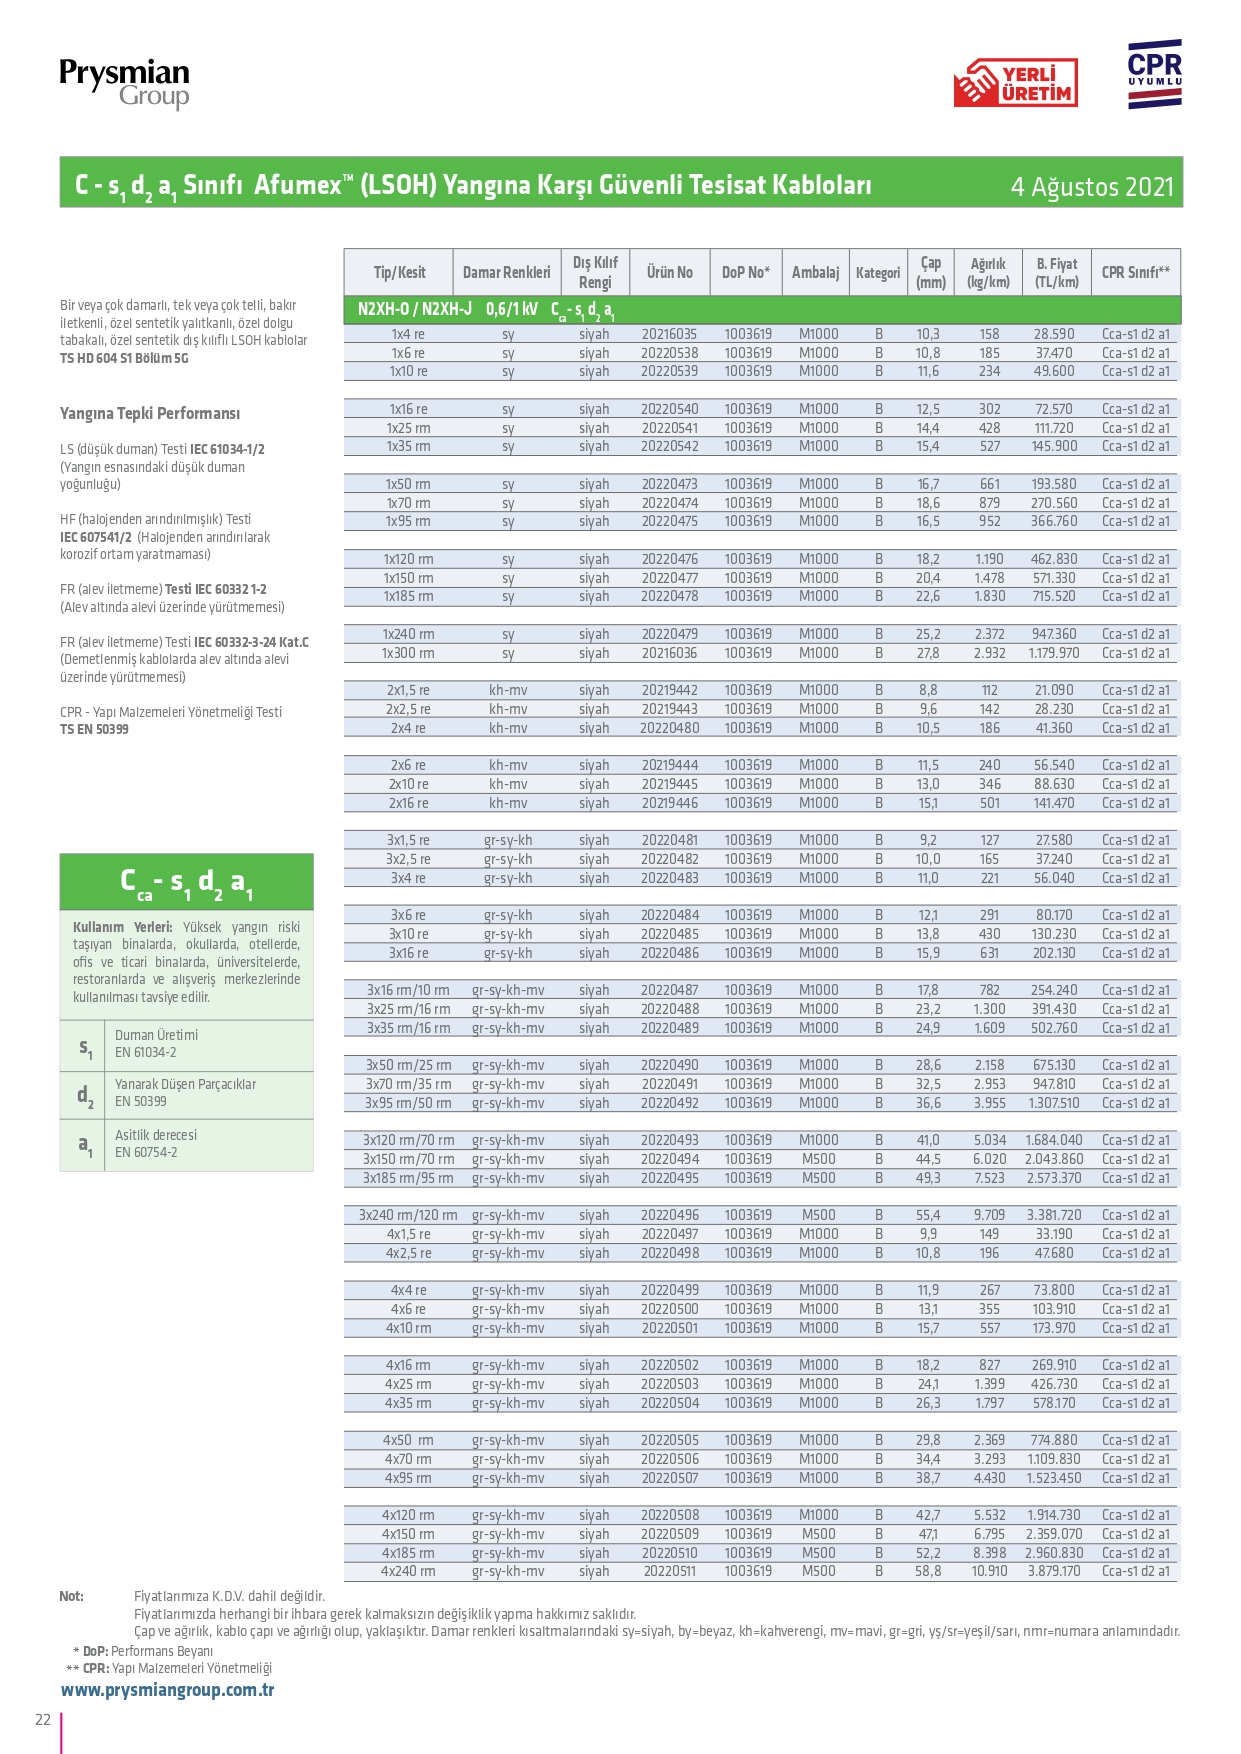 Prysmian
Group
YERLİ
ÜRETİM
CPR
UYUMLU
C - s1 d2 a1 Sınıfı Afumex™ (LSOH) Yangına Karşı Güvenli Tesisat Kabloları 4 Ağustos 2021
Bir veya çok damarlı, tek veya çok telli, bakır
iletkenli, özel sentetik yalıtkanlı, özel dolgu
tabakalı, özel sentetik dış kılıflı LSOH kablolar
TS HD 604 S1 Bölüm 5G
Yangına Tepki Performansı
LS (düşük duman) Testi IEC 61034-1/2
(Yangın esnasındaki düşük duman
yoğunluğu)
HF (halojenden arındırılmışlık) Testi
IEC 607541/2 (Halojenden arındırılarak
korozif ortam yaratmaması)
FR (alev iletmeme) Testi IEC 60332 1-2
(Alev altında alevi üzerinde yürütmemesi)
FR (alev iletmeme) Testi IEC 60332-3-24 Kat.C
(Demetlenmiş kablolarda alev altında alevi
üzerinde yürütmemesi)
CPR - Yapı Malzemeleri Yönetmeliği Testi
TS EN 50399
Cca- s1 d2 a1
Kullanım Yerleri: Yüksek yangın riski
taşıyan binalarda, okullarda, otellerde,
ofis ve ticari binalarda, üniversitelerde,
restoranlarda ve alışveriş merkezlerinde
kullanılması tavsiye edilir.
s1 Duman Üretimi
EN 61034-2
d2 Yanarak Düşen Parçacıklar
EN 50399
a1 Asitlik derecesi
EN 60754-2
Tip/Kesit Damar Renkleri Dış Kılıf Rengi Ürün No DoP No* Ambalaj Kategori Çap (mm) Ağırlık (kg/km) B. Fiyat (TL/km) CPR Sınıfı**
N2XH-O / N2XH-J 0,6/1 kV Cca- s1 d2 a1
1x4 re sy siyah 20216035 1003619 M1000 B 10,3 158 28.590 Cca-s1 d2 a1
1x6 re sy siyah 20220538 1003619 M1000 B 10,8 185 37.470 Cca-s1 d2 a1
1x10 re sy siyah 20220539 1003619 M1000 B 11,6 234 49.600 Cca-s1 d2 a1
1x16 re sy siyah 20220540 1003619 M1000 B 12,5 302 72.570 Cca-s1 d2 a1
1x25 rm sy siyah 20220541 1003619 M1000 B 14,4 428 111.720 Cca-s1 d2 a1
1x35 rm sy siyah 20220542 1003619 M1000 B 15,4 527 145.900 Cca-s1 d2 a1
1x50 rm sy siyah 20220473 1003619 M1000 B 16,7 661 193.580 Cca-s1 d2 a1
1x70 rm sy siyah 20220474 1003619 M1000 B 18,6 879 270.560 Cca-s1 d2 a1
1x95 rm sy siyah 20220475 1003619 M1000 B 16,5 952 366.760 Cca-s1 d2 a1
1x120 rm sy siyah 20220476 1003619 M1000 B 18,2 1.190 462.830 Cca-s1 d2 a1
1x150 rm sy siyah 20220477 1003619 M1000 B 20,4 1.478 571.330 Cca-s1 d2 a1
1x185 rm sy siyah 20220478 1003619 M1000 B 22,6 1.830 715.520 Cca-s1 d2 a1
1x240 rm sy siyah 20220479 1003619 M1000 B 25,2 2.372 947.360 Cca-s1 d2 a1
1x300 rm sy siyah 20216036 1003619 M1000 B 27,8 2.932 1.179.970 Cca-s1 d2 a1
2x1,5 re kh-mv siyah 20219442 1003619 M1000 B 8,8 112 21.090 Cca-s1 d2 a1
2x2,5 re kh-mv siyah 20219443 1003619 M1000 B 9,6 142 28.230 Cca-s1 d2 a1
2x4 re kh-mv siyah 20220480 1003619 M1000 B 10,5 186 41.360 Cca-s1 d2 a1
2x6 re kh-mv siyah 20219444 1003619 M1000 B 11,5 240 56.540 Cca-s1 d2 a1
2x10 re kh-mv siyah 20219445 1003619 M1000 B 13,0 346 88.630 Cca-s1 d2 a1
2x16 re kh-mv siyah 20219446 1003619 M1000 B 15,1 501 141.470 Cca-s1 d2 a1
3x1,5 re gr-sy-kh siyah 20220481 1003619 M1000 B 9,2 127 27.580 Cca-s1 d2 a1
3x2,5 re gr-sy-kh siyah 20220482 1003619 M1000 B 10,0 165 37.240 Cca-s1 d2 a1
3x4 re gr-sy-kh siyah 20220483 1003619 M1000 B 11,0 221 56.040 Cca-s1 d2 a1
3x6 re gr-sy-kh siyah 20220484 1003619 M1000 B 12,1 291 80.170 Cca-s1 d2 a1
3x10 re gr-sy-kh siyah 20220485 1003619 M1000 B 13,8 430 130.230 Cca-s1 d2 a1
3x16 re gr-sy-kh siyah 20220486 1003619 M1000 B 15,9 631 202.130 Cca-s1 d2 a1
3x16 rm/10 rm gr-sy-kh-mv siyah 20220487 1003619 M1000 B 17,8 782 254.240 Cca-s1 d2 a1
3x25 rm/16 rm gr-sy-kh-mv siyah 20220488 1003619 M1000 B 23,2 1.300 391.430 Cca-s1 d2 a1
3x35 rm/16 rm gr-sy-kh-mv siyah 20220489 1003619 M1000 B 24,9 1.609 502.760 Cca-s1 d2 a1
3x50 rm/25 rm gr-sy-kh-mv siyah 20220490 1003619 M1000 B 28,6 2.158 675.130 Cca-s1 d2 a1
3x70 rm/35 rm gr-sy-kh-mv siyah 20220491 1003619 M1000 B 32,5 2.953 947.810 Cca-s1 d2 a1
3x95 rm/50 rm gr-sy-kh-mv siyah 20220492 1003619 M1000 B 36,6 3.955 1.307.510 Cca-s1 d2 a1
3x120 rm/70 rm gr-sy-kh-mv siyah 20220493 1003619 M1000 B 41,0 5.034 1.684.040 Cca-s1 d2 a1
3x150 rm/70 rm gr-sy-kh-mv siyah 20220494 1003619 M500 B 44,5 6.020 2.043.860 Cca-s1 d2 a1
3x185 rm/95 rm gr-sy-kh-mv siyah 20220495 1003619 M500 B 49,3 7.523 2.573.370 Cca-s1 d2 a1
3x240 rm/120 rm gr-sy-kh-mv siyah 20220496 1003619 M500 B 55,4 9.709 3.381.720 Cca-s1 d2 a1
4x1,5 re gr-sy-kh-mv siyah 20220497 1003619 M1000 B 9,9 149 33.190 Cca-s1 d2 a1
4x2,5 re gr-sy-kh-mv siyah 20220498 1003619 M1000 B 10,8 196 47.680 Cca-s1 d2 a1
4x4 re gr-sy-kh-mv siyah 20220499 1003619 M1000 B 11,9 267 73.800 Cca-s1 d2 a1
4x6 re gr-sy-kh-mv siyah 20220500 1003619 M1000 B 13,1 355 103.910 Cca-s1 d2 a1
4x10 rm gr-sy-kh-mv siyah 20220501 1003619 M1000 B 15,7 557 173.970 Cca-s1 d2 a1
4x16 rm gr-sy-kh-mv siyah 20220502 1003619 M1000 B 18,2 827 269.910 Cca-s1 d2 a1
4x25 rm gr-sy-kh-mv siyah 20220503 1003619 M1000 B 24,1 1.399 426.730 Cca-s1 d2 a1
4x35 rm gr-sy-kh-mv siyah 20220504 1003619 M1000 B 26,3 1.797 578.170 Cca-s1 d2 a1
4x50 rm gr-sy-kh-mv siyah 20220505 1003619 M1000 B 29,8 2.369 774.880 Cca-s1 d2 a1
4x70 rm gr-sy-kh-mv siyah 20220506 1003619 M1000 B 34,4 3.293 1.109.830 Cca-s1 d2 a1
4x95 rm gr-sy-kh-mv siyah 20220507 1003619 M1000 B 38,7 4.430 1.523.450 Cca-s1 d2 a1
4x120 rm gr-sy-kh-mv siyah 20220508 1003619 M1000 B 42,7 5.532 1.914.730 Cca-s1 d2 a1
4x150 rm gr-sy-kh-mv siyah 20220509 1003619 M500 B 47,1 6.795 2.359.070 Cca-s1 d2 a1
4x185 rm gr-sy-kh-mv siyah 20220510 1003619 M500 B 52,2 8.398 2.960.830 Cca-s1 d2 a1
4x240 rm gr-sy-kh-mv siyah 20220511 1003619 M500 B 58,8 10.910 3.879.170 Cca-s1 d2 a1
Not: Fiyatlarımıza K.D.V. dahil değildir.
Fiyatlarımızda herhangi bir ihbara gerek kalmaksızın değişiklik yapma hakkımız saklıdır.
Çap ve ağırlık, kablo çapı ve ağırlığı olup, yaklaşıktır. Damar renkleri kısaltmalarındaki sy=siyah, by=beyaz, kh=kahverengi, mv=mavi, gr=gri, yş/sr=yeşil/sarı, nmr=numara anlamındadır.
* DoP: Performans Beyanı
** CPR: Yapı Malzemeleri Yönetmeliği
www.prysmiangroup.com.tr
22